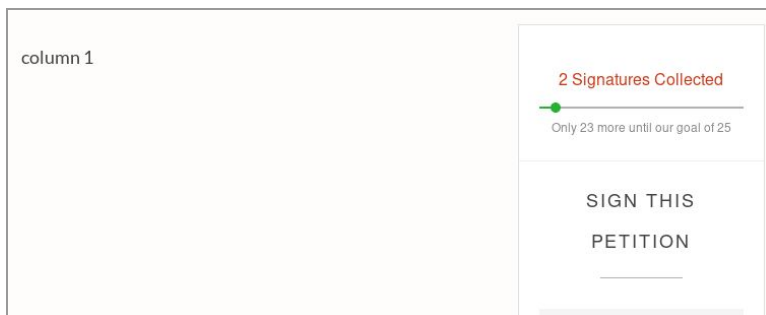 column 1
2 Signatures Collected
Only 23 more until our goal of 25
SIGN THIS
PETITION